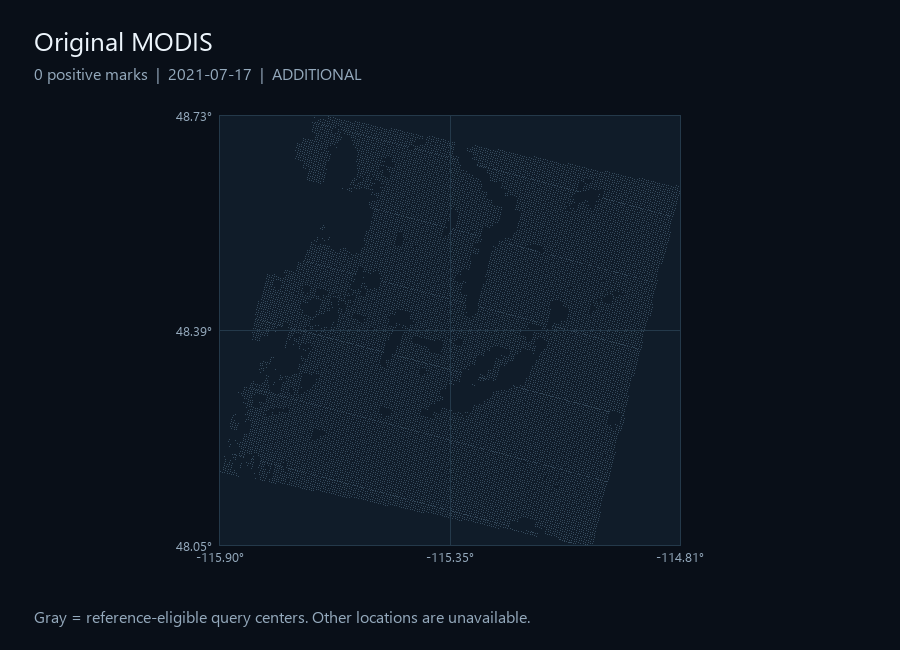 Original MODIS
0 positive marks | 2021-07-17 | ADDITIONAL
48.73°
48.39°
48.05°
-115.90°
-115.35°
-114.81°
Gray = reference-eligible query centers. Other locations are unavailable.